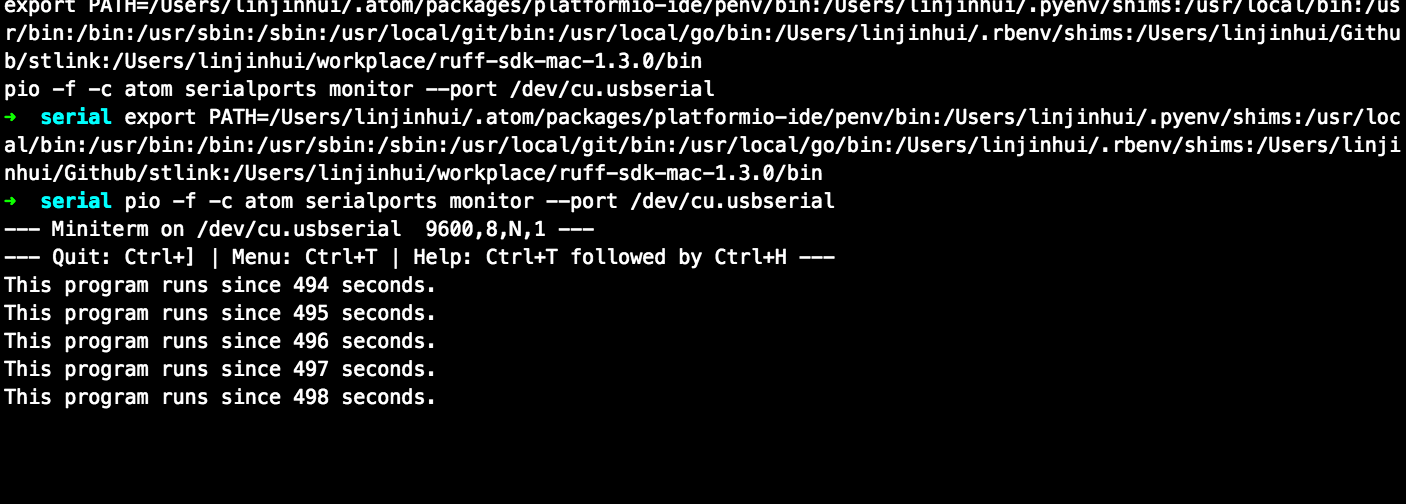 export PATH=/Users/linjinhui/.atom/packages/platformio-ide/penv/bin:/Users/linjinhui/.pyenv/shims:/usr/local/bin:/us
r/bin:/bin:/usr/sbin:/sbin:/usr/local/git/bin:/usr/local/go/bin:/Users/linjinhui/.rbenv/shims:/Users/linjinhui/Githu
b/stlink:/Users/linjinhui/workplace/ruff-sdk-mac-1.3.0/bin
pio -f -c atom serialports monitor --port /dev/cu.usbserial
➜  serial export PATH=/Users/linjinhui/.atom/packages/platformio-ide/penv/bin:/Users/linjinhui/.pyenv/shims:/usr/loc
al/bin:/usr/bin:/bin:/usr/sbin:/sbin:/usr/local/git/bin:/usr/local/go/bin:/Users/linjinhui/.rbenv/shims:/Users/linji
nhui/Github/stlink:/Users/linjinhui/workplace/ruff-sdk-mac-1.3.0/bin
➜  serial pio -f -c atom serialports monitor --port /dev/cu.usbserial
--- Miniterm on /dev/cu.usbserial  9600,8,N,1 ---
--- Quit: Ctrl+] | Menu: Ctrl+T | Help: Ctrl+T followed by Ctrl+H ---
This program runs since 494 seconds.
This program runs since 495 seconds.
This program runs since 496 seconds.
This program runs since 497 seconds.
This program runs since 498 seconds.